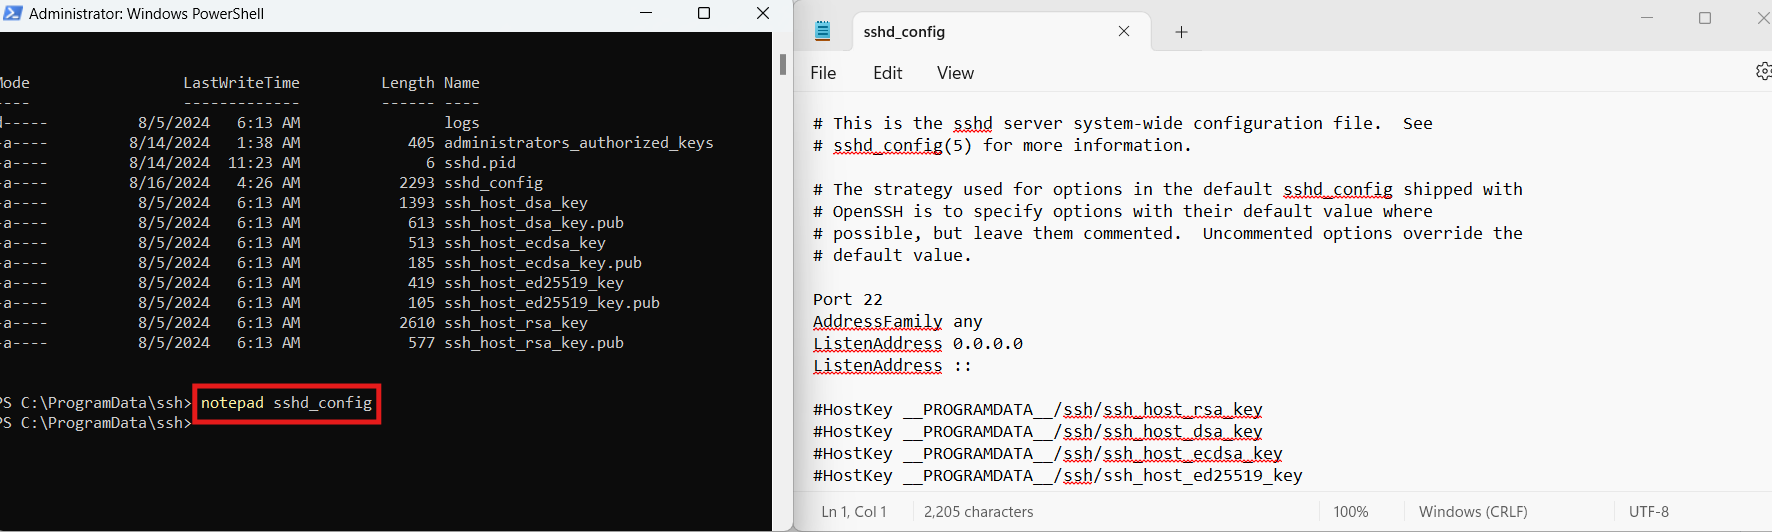 Administrator: Windows PowerShell
Mode LastWriteTime Length Name
---- ------------- ------ ----
d----- 8/5/2024 6:13 AM logs
-a---- 8/14/2024 1:38 AM 405 administrators_authorized_keys
-a---- 8/14/2024 11:23 AM 6 sshd.pid
-a---- 8/16/2024 4:26 AM 2293 sshd_config
-a---- 8/5/2024 6:13 AM 1393 ssh_host_dsa_key
-a---- 8/5/2024 6:13 AM 613 ssh_host_dsa_key.pub
-a---- 8/5/2024 6:13 AM 513 ssh_host_ecdsa_key
-a---- 8/5/2024 6:13 AM 185 ssh_host_ecdsa_key.pub
-a---- 8/5/2024 6:13 AM 419 ssh_host_ed25519_key
-a---- 8/5/2024 6:13 AM 105 ssh_host_ed25519_key.pub
-a---- 8/5/2024 6:13 AM 2610 ssh_host_rsa_key
-a---- 8/5/2024 6:13 AM 577 ssh_host_rsa_key.pub
PS C:\ProgramData\ssh> notepad sshd_config
PS C:\ProgramData\ssh>
sshd_config
File Edit View
# This is the sshd server system-wide configuration file.  See
# sshd_config(5) for more information.
# The strategy used for options in the default sshd_config shipped with
# OpenSSH is to specify options with their default value where
# possible, but leave them commented.  Uncommented options override the
# default value.
Port 22
AddressFamily any
ListenAddress 0.0.0.0
ListenAddress ::
#HostKey __PROGRAMDATA__/ssh/ssh_host_rsa_key
#HostKey __PROGRAMDATA__/ssh/ssh_host_dsa_key
#HostKey __PROGRAMDATA__/ssh/ssh_host_ecdsa_key
#HostKey __PROGRAMDATA__/ssh/ssh_host_ed25519_key
Ln 1, Col 1 2,205 characters 100% Windows (CRLF) UTF-8